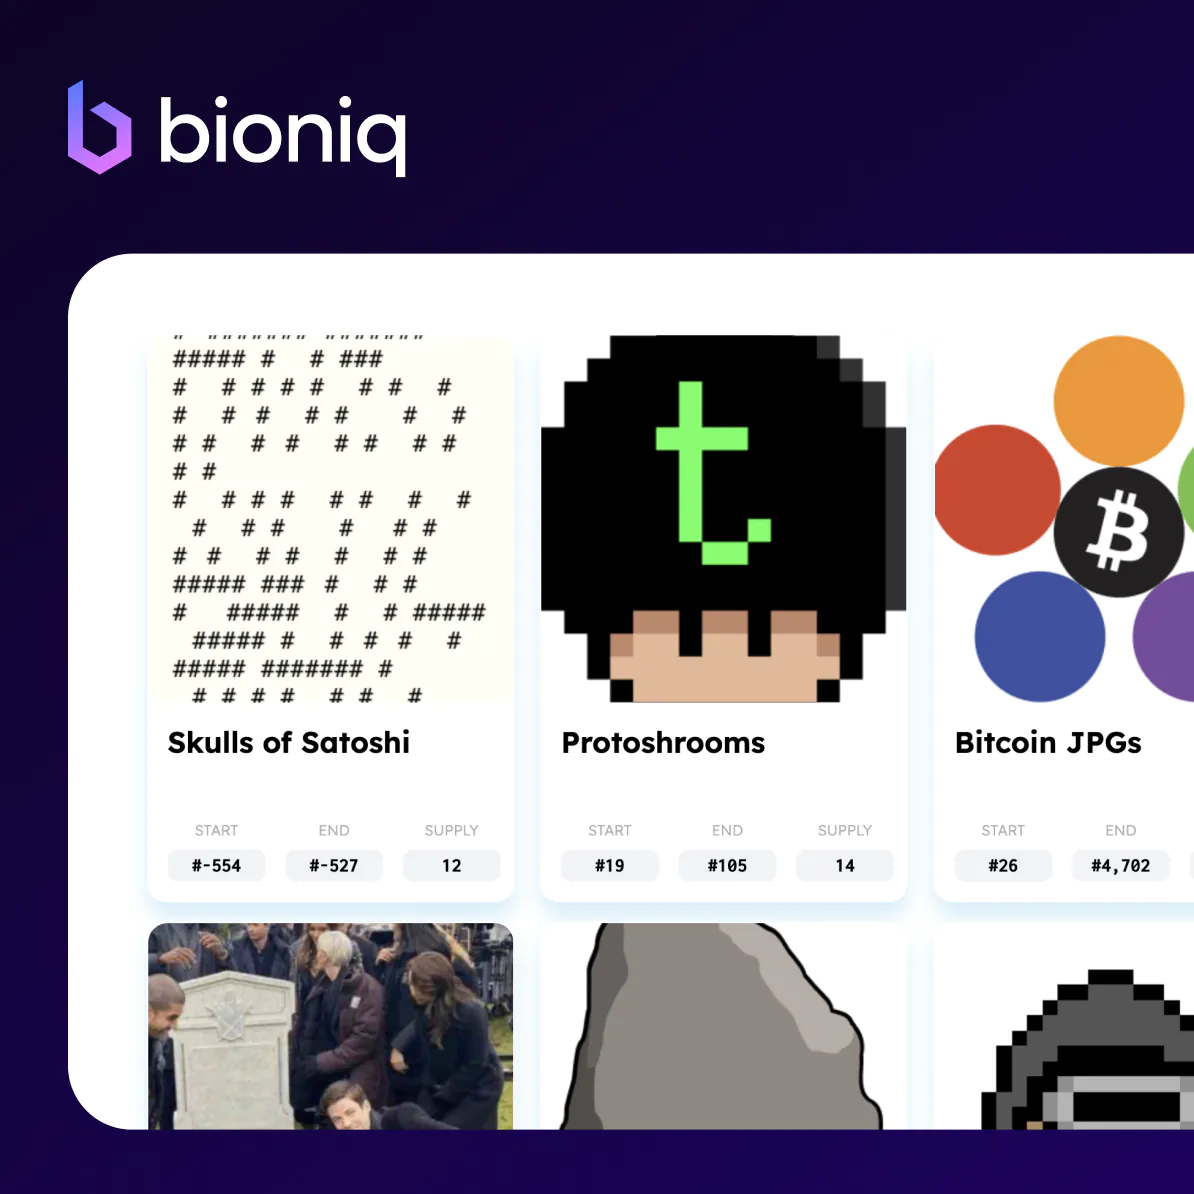 bioniq
##### #   # ###
#   # # # #   # #   #
#   # #   # #    #   #
# #   # #   # #   # #
# #
#   # # #   # #   #   #
#   # #    #   # #
# #   # #   #   # #
##### ### #   # #
#   #####   #   # #####
##### #   # # #   #
##### ####### #
# # # #   # #   #
t
₿
Skulls of Satoshi
Protoshrooms
Bitcoin JPGs
START END SUPPLY
START END SUPPLY
START END
#-554 #-527 12
#19 #105 14
#26 #4,702